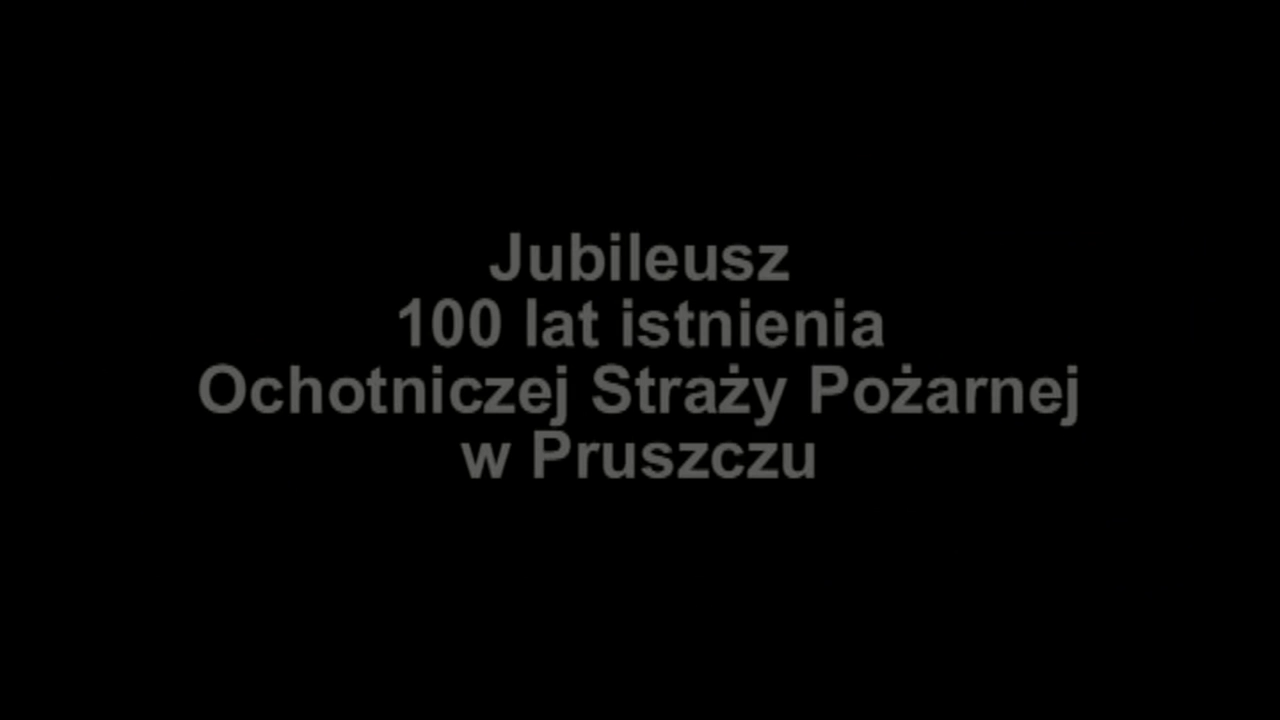 Jubileusz
100 lat istnienia
Ochotniczej Straży Pożarnej
w Pruszczu